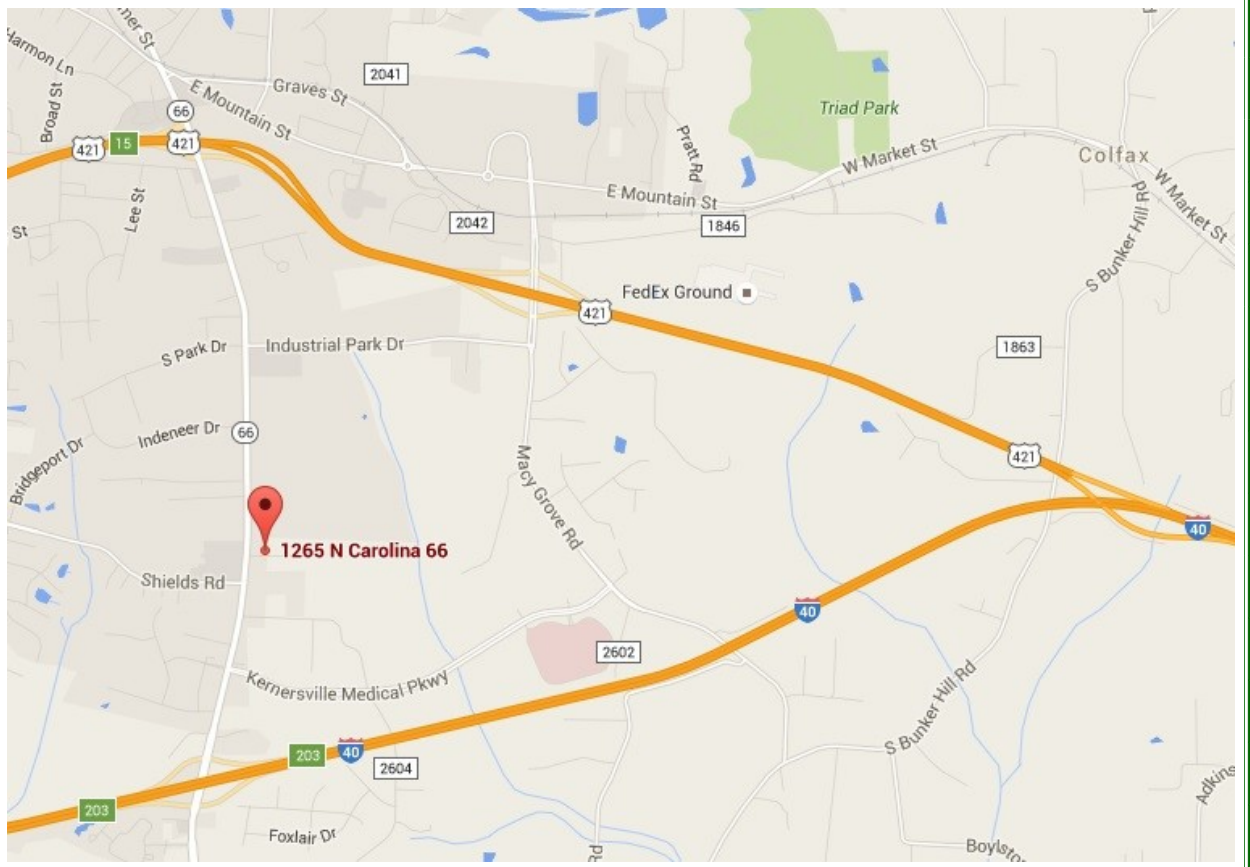 ner St
Harmon Ln
Broad St
2041
Graves St
E Mountain St
66
421
15
421
Triad Park
Pratt Rd
W Market St
Colfax
W Market St
E Mountain St
Lee St
St
2042
1846
S Bunker Hill Rd
FedEx Ground
421
S Park Dr
Industrial Park Dr
1863
Indeneer Dr
66
Bridgeport Dr
Macy Grove Rd
421
40
1265 N Carolina 66
Shields Rd
40
2602
Kernersville Medical Pkwy
S Bunker Hill Rd
203
40
2604
203
Adkins
Foxlair Dr
Rd
Boylsto